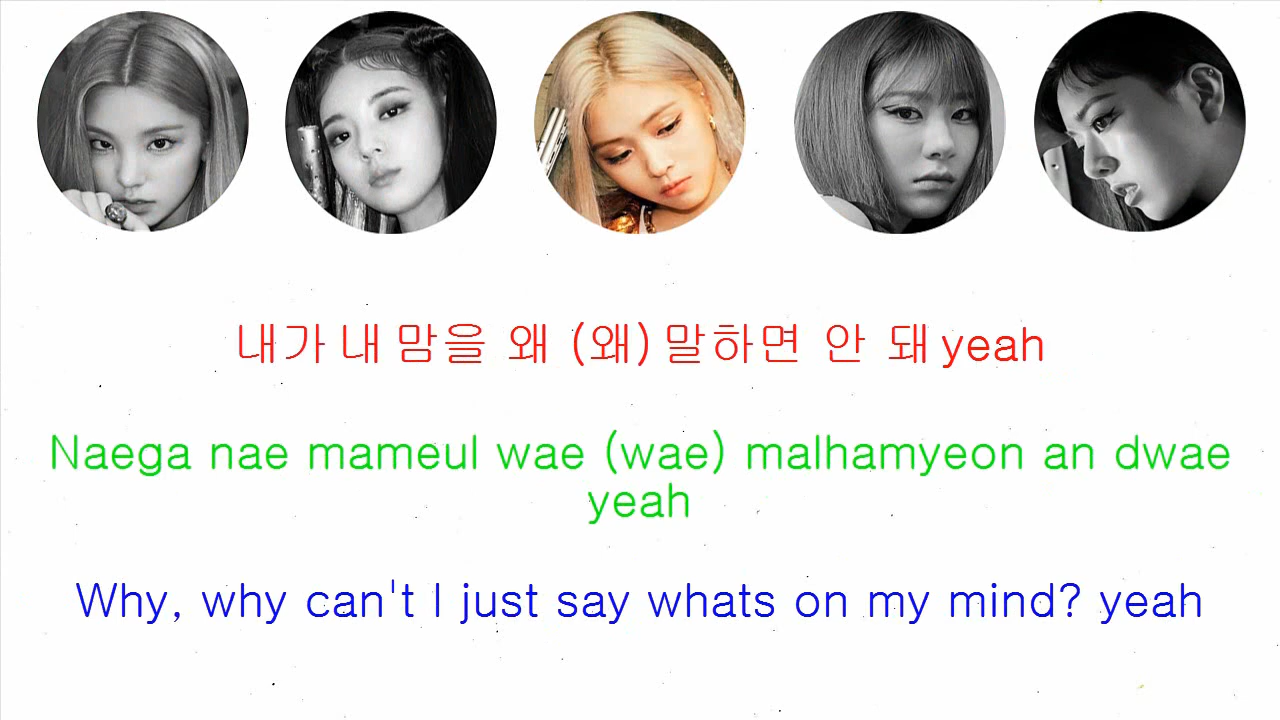 내가 내 맘을 왜 (왜) 말하면 안 돼 yeah
Naega nae mameul wae (wae) malhamyeon an dwae
yeah
Why, why can't I just say whats on my mind? yeah